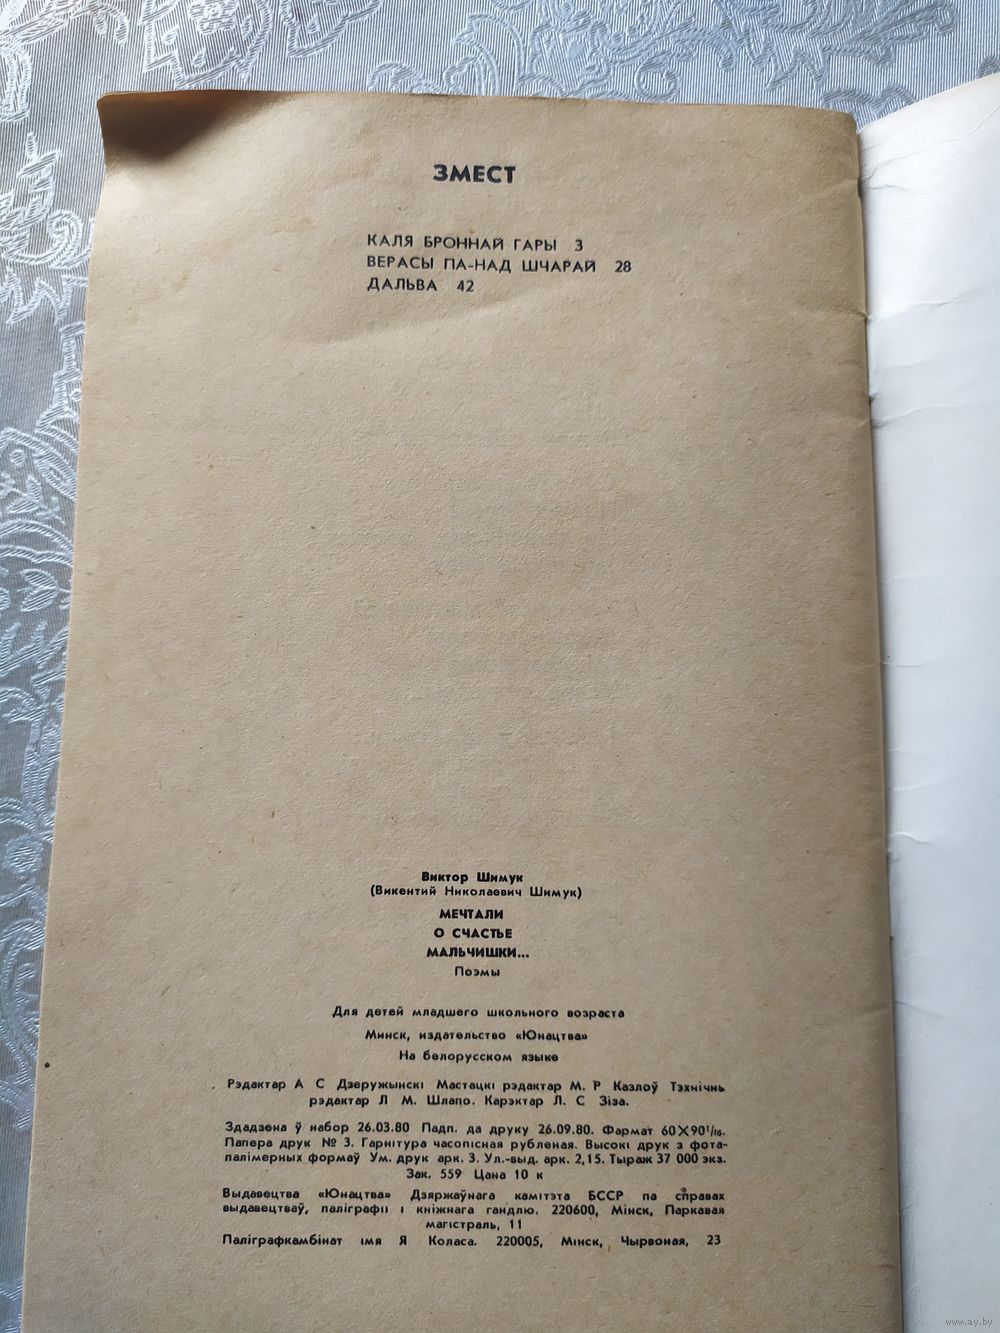 ЗМЕСТ
КАЛЯ БРОННАЙ ГАРЫ 3
ВЕРАСЫ ПА-НАД ШЧАРАЙ 28
ДАЛЬВА 42
Виктор Шимук
(Викентий Николаевич Шимук)
МЕЧТАЛИ
О СЧАСТЬЕ
МАЛЬЧИШКИ...
Поэмы
Для детей младшего школьного возраста
Минск, издательство «Юнацтва»
На белорусском языке
Рэдактар А С Дзеружынскі Мастацкі рэдактар М. Р Казлоў Тэхнічны
рэдактар Л М. Шлапо. Карэктар Л. С Зіза.
Здадзена ў набор 26.03.80 Падп. да друку 26.09.80. Фармат 60×90¹/₁₆.
Папера друк № 3. Гарнітура часопісная рубленая. Высокі друк з фота-
палімерных формаў Ум. друк арк. 3. Ул.-выд. арк. 2,15. Тыраж 37 000 экз.
Зак. 559 Цана 10 к
Выдавецтва «Юнацтва» Дзяржаўнага камітэта БССР па справах
выдавецтваў, паліграфіі і кніжнага гандлю. 220600, Мінск, Паркавая
магістраль, 11
Паліграфкамбінат імя Я Коласа. 220005, Мінск, Чырвоная, 23
www.ay.by